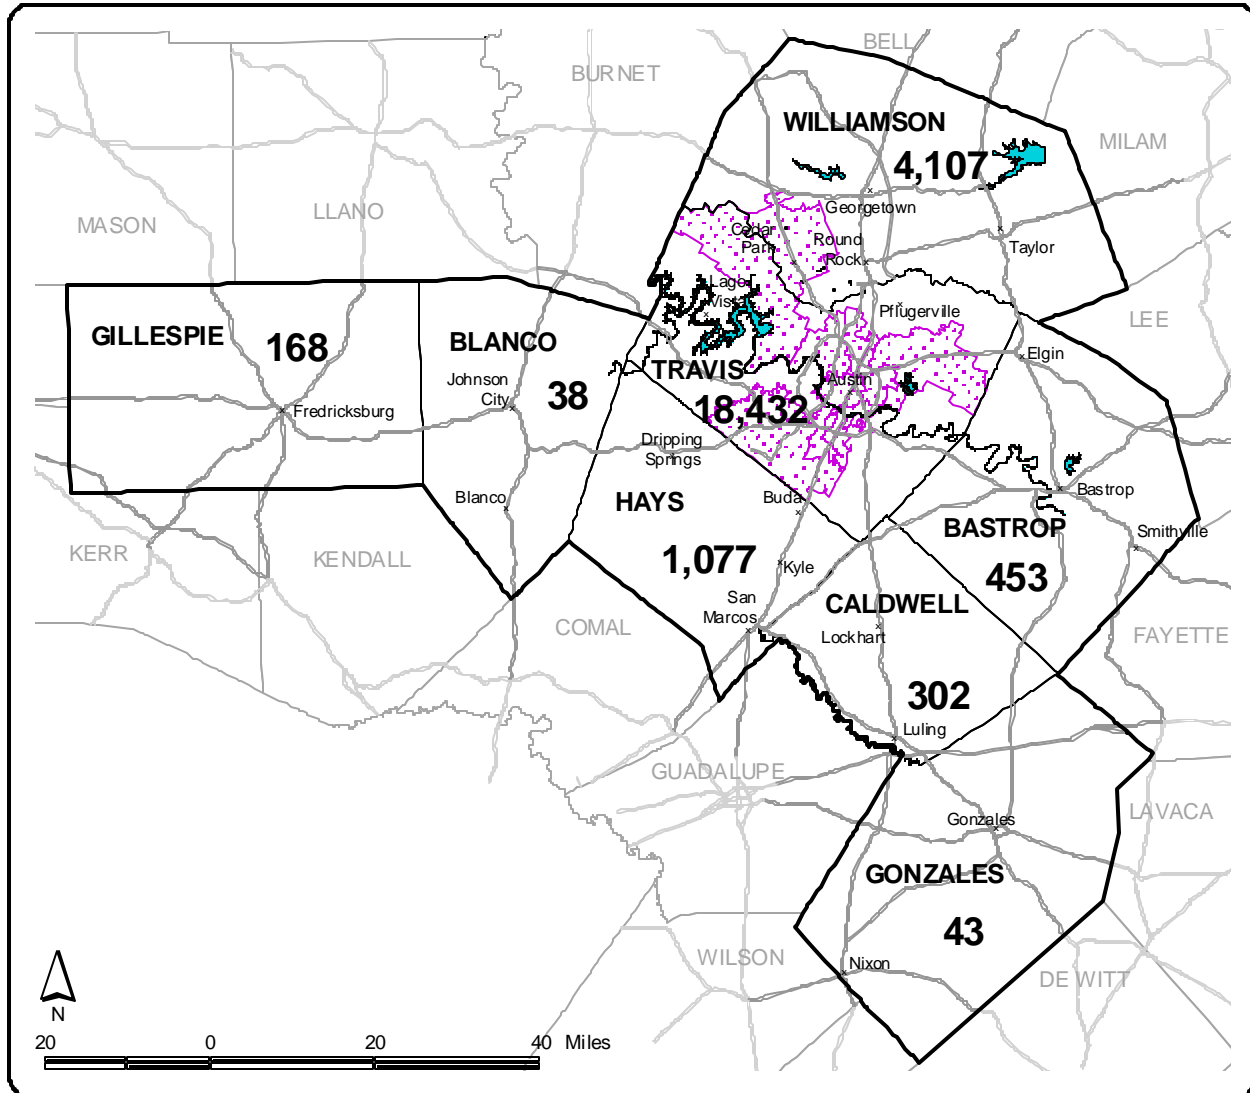 BELL
BURNET
WILLIAMSON
4,107
MILAM
MASON
LLANO
Georgetown
Cedar
Park
Round
Rock
Taylor
Lago
Vista
Pflugerville
LEE
GILLESPIE
168
BLANCO
Elgin
TRAVIS
Johnson
City
38
Austin
Fredricksburg
18,432
Dripping
Springs
Blanco
HAYS
Buda
Bastrop
BASTROP
Smithville
KERR
KENDALL
1,077
Kyle
453
San
Marcos
CALDWELL
COMAL
Lockhart
FAYETTE
302
Luling
GUADALUPE
LAVACA
Gonzales
GONZALES
43
WILSON
Nixon
DE WITT
N
20 0 20 40 Miles